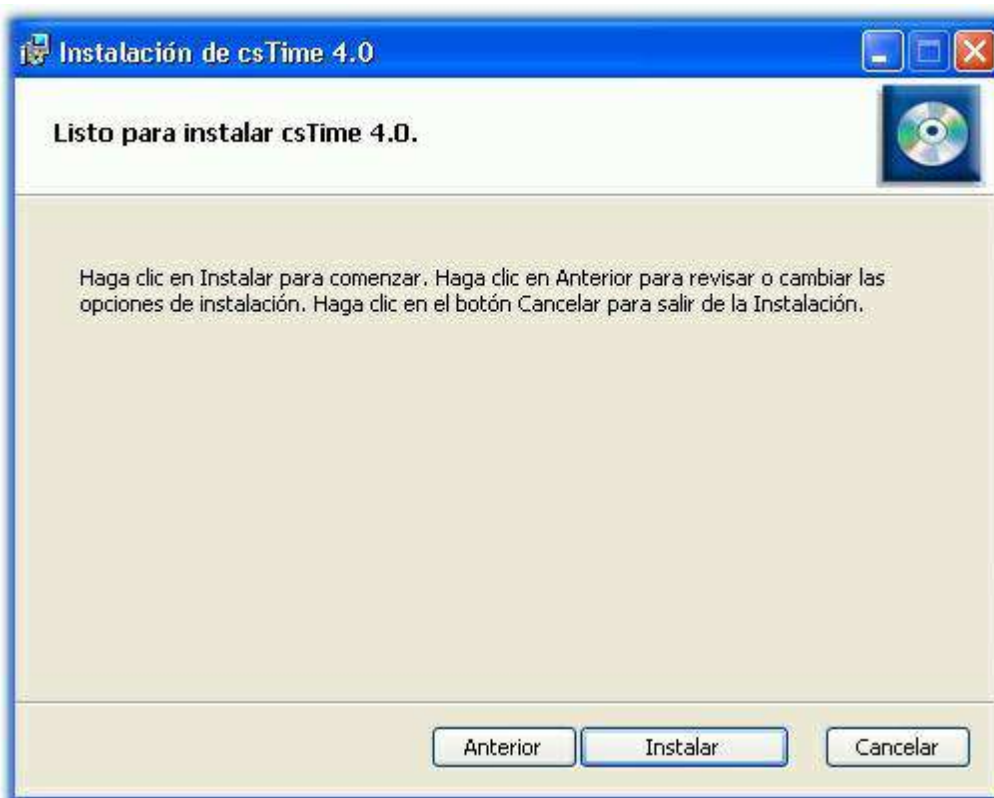 Instalación de csTime 4.0
Listo para instalar csTime 4.0.
Haga clic en Instalar para comenzar. Haga clic en Anterior para revisar o cambiar las
opciones de instalación. Haga clic en el botón Cancelar para salir de la Instalación.
Anterior
Instalar
Cancelar